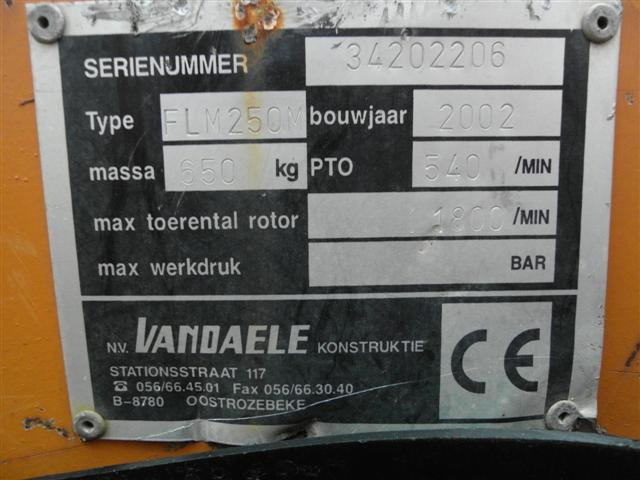 SERIENUMMER 34202206
Type FLM250M bouwjaar 2002
massa 650 kg PTO 540 /MIN
max toerental rotor 1800 /MIN
max werkdruk BAR
N.V. VANDAELE KONSTRUKTIE
STATIONSSTRAAT 117
☎ 056/66.45.01 Fax 056/66.30.40
B-8780 OOSTROZEBEKE
CE